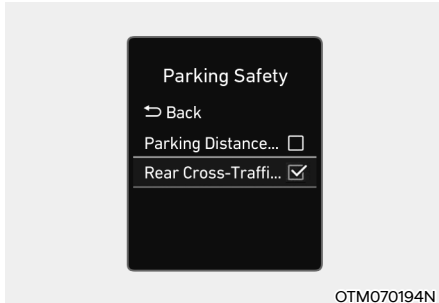 Parking Safety
Back
Parking Distance...
Rear Cross-Traffi...
OTM070194N